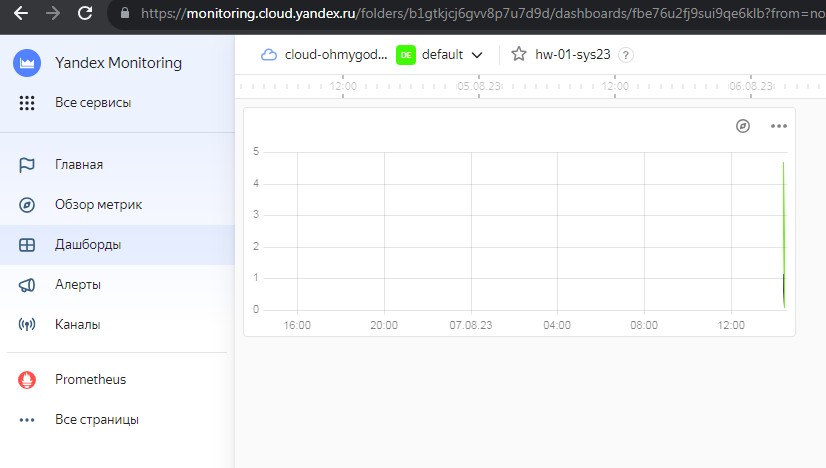 https://monitoring.cloud.yandex.ru/folders/b1gtkjcj6gvv8p7u7d9d/dashboards/fbe76u2fj9sui9qe6klb?from=no
Yandex Monitoring
Все сервисы
Главная
Обзор метрик
Дашборды
Алерты
Каналы
Prometheus
Все страницы
cloud-ohmygod... DE default hw-01-sys23 ?
12:00 05.08.23 12:00 06.08.23
5
4
3
2
1
0
16:00 20:00 07.08.23 04:00 08:00 12:00